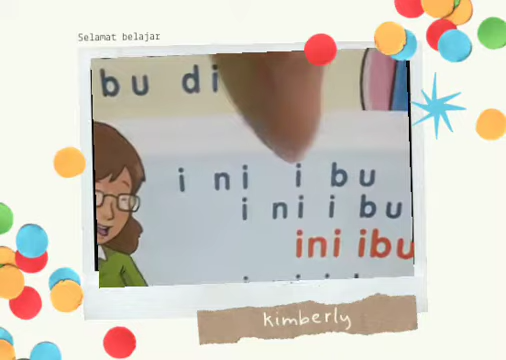 Selamat belajar
bu di
i ni i bu
i ni i bu
ini ibu
kimberly